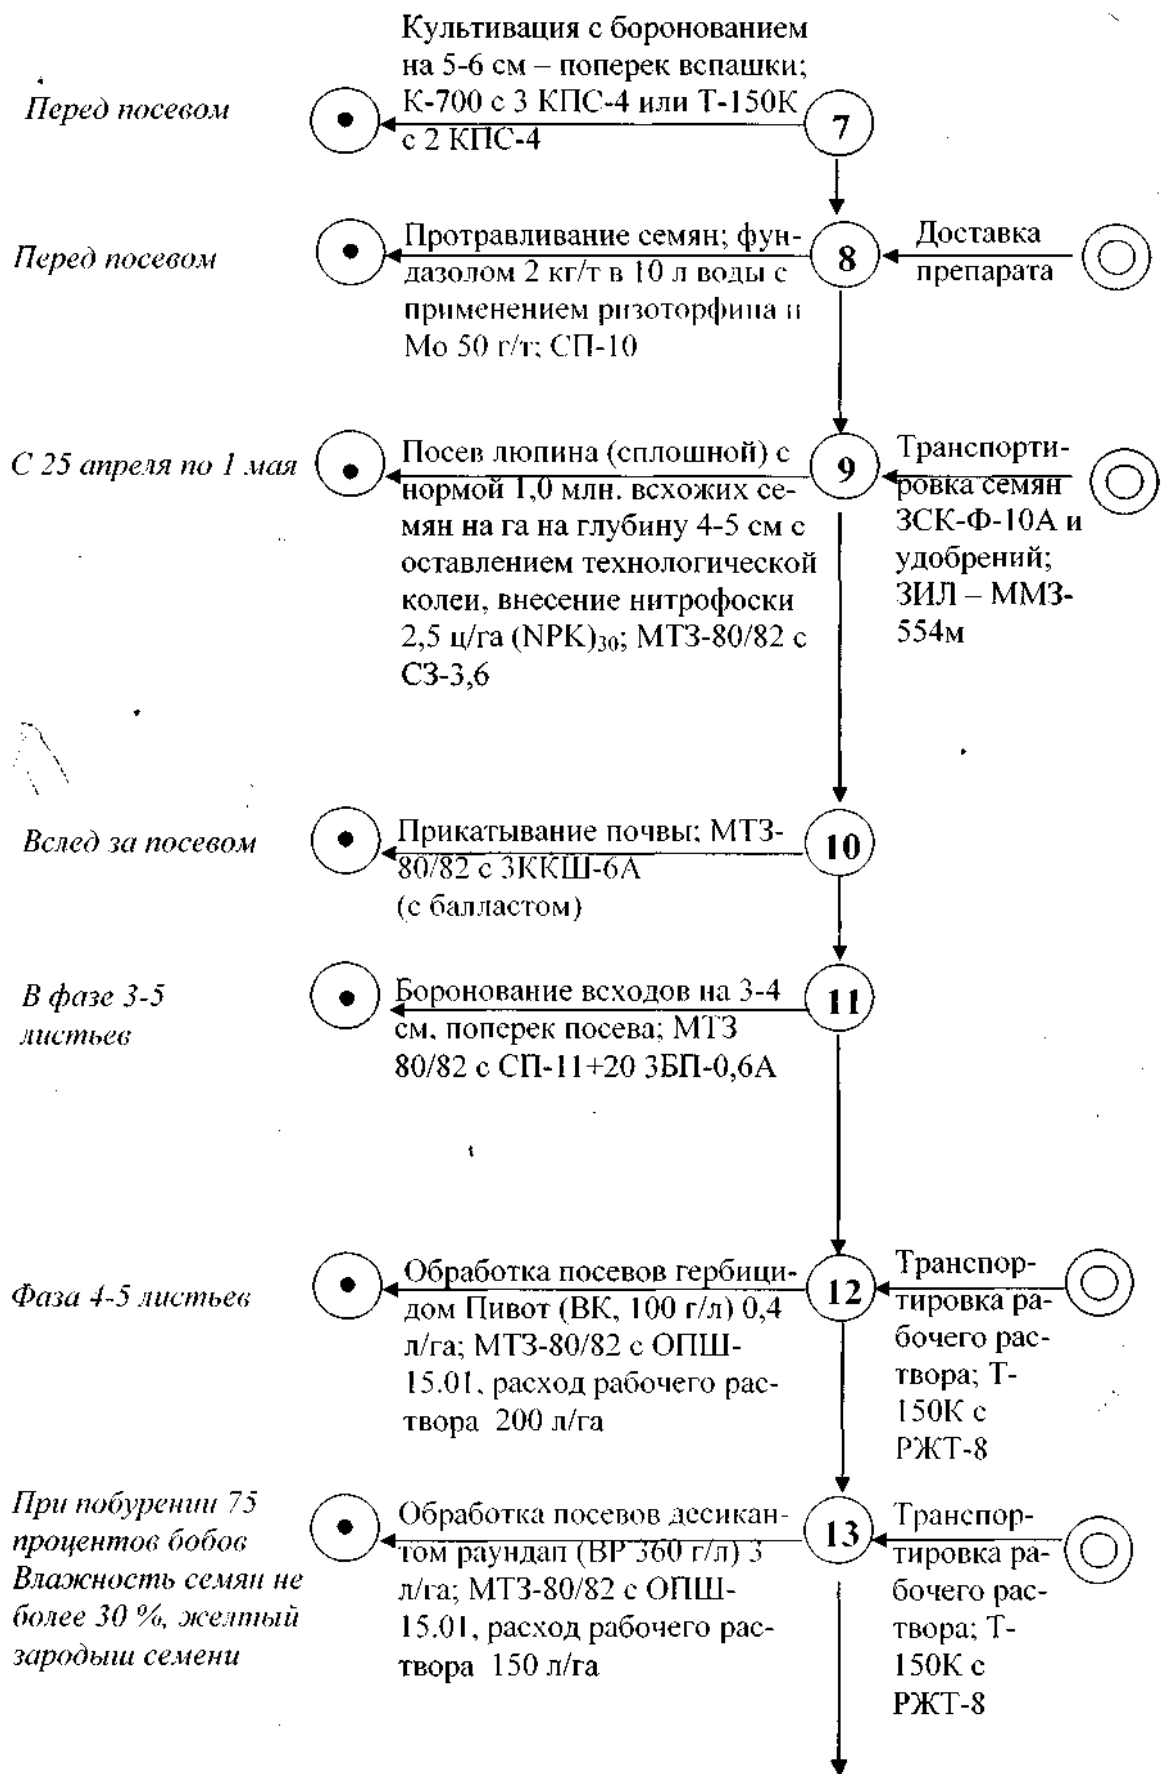 Культивация с боронованием
на 5-6 см – поперек вспашки;
Перед посевом
К-700 с 3 КПС-4 или Т-150К
с 2 КПС-4
7
Перед посевом
Протравливание семян; фун-
дазолом 2 кг/т в 10 л воды с
применением ризоторфина и
Мо 50 г/т; СП-10
8
Доставка
препарата
С 25 апреля по 1 мая
Посев люпина (сплошной) с
нормой 1,0 млн. всхожих се-
мян на га на глубину 4-5 см с
оставлением технологической
колеи, внесение нитрофоски
2,5 ц/га (NPK)30; МТЗ-80/82 с
СЗ-3,6
9
Транспорти-
ровка семян
ЗСК-Ф-10А и
удобрений;
ЗИЛ – ММЗ-
554м
Вслед за посевом
Прикатывание почвы; МТЗ-
80/82 с 3ККШ-6А
(с балластом)
10
В фазе 3-5
листьев
Боронование всходов на 3-4
см, поперек посева; МТЗ
80/82 с СП-11+20 ЗБП-0,6А
11
Фаза 4-5 листьев
Обработка посевов гербици-
дом Пивот (ВК, 100 г/л) 0,4
л/га; МТЗ-80/82 с ОПШ-
15.01, расход рабочего рас-
твора 200 л/га
12
Транспор-
тировка ра-
бочего рас-
твора; Т-
150К с
РЖТ-8
При побурении 75
процентов бобов
Влажность семян не
более 30 %, желтый
зародыш семени
Обработка посевов десикан-
том раундап (ВР 360 г/л) 3
л/га; МТЗ-80/82 с ОПШ-
15.01, расход рабочего рас-
твора 150 л/га
13
Транспор-
тировка ра-
бочего рас-
твора; Т-
150К с
РЖТ-8